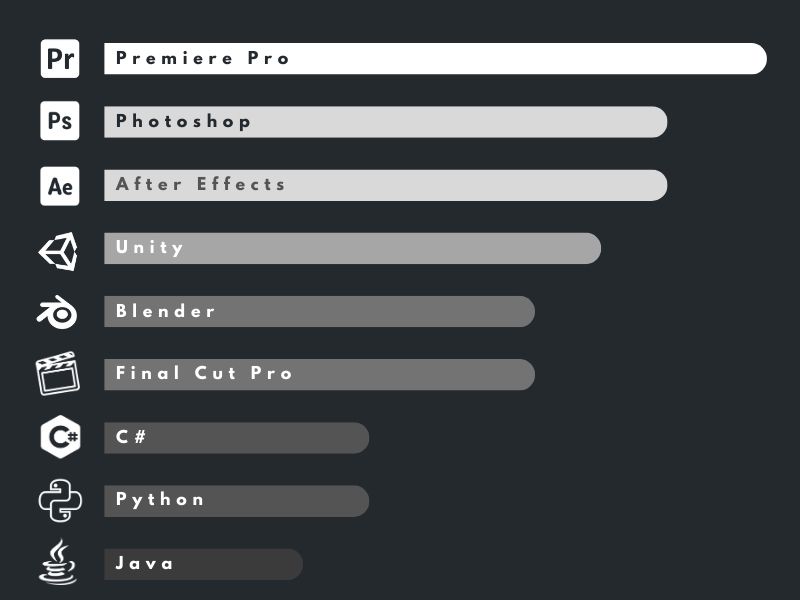 Pr Premiere Pro
Ps Photoshop
Ae After Effects
Unity
Blender
Final Cut Pro
C# C#
Python
Java